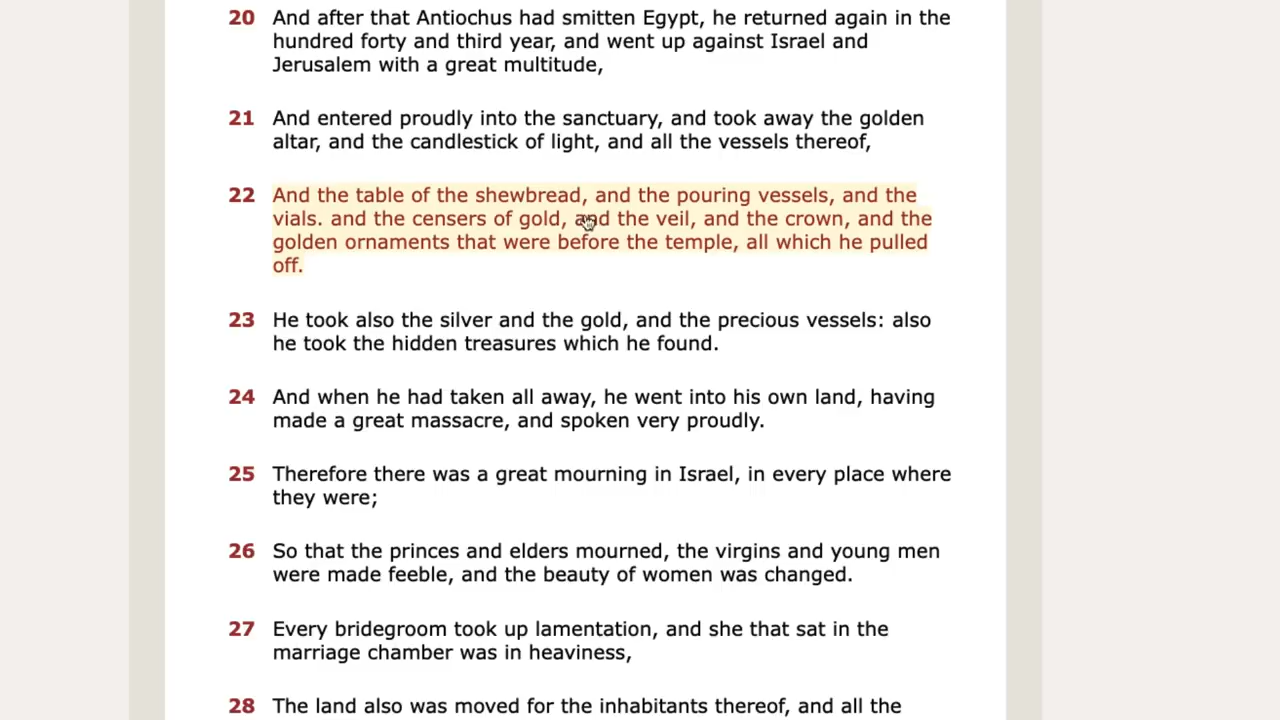 20 And after that Antiochus had smitten Egypt, he returned again in the
hundred forty and third year, and went up against Israel and
Jerusalem with a great multitude,
21 And entered proudly into the sanctuary, and took away the golden
altar, and the candlestick of light, and all the vessels thereof,
22 And the table of the shewbread, and the pouring vessels, and the
vials. and the censers of gold, and the veil, and the crown, and the
golden ornaments that were before the temple, all which he pulled
off.
23 He took also the silver and the gold, and the precious vessels: also
he took the hidden treasures which he found.
24 And when he had taken all away, he went into his own land, having
made a great massacre, and spoken very proudly.
25 Therefore there was a great mourning in Israel, in every place where
they were;
26 So that the princes and elders mourned, the virgins and young men
were made feeble, and the beauty of women was changed.
27 Every bridegroom took up lamentation, and she that sat in the
marriage chamber was in heaviness,
28 The land also was moved for the inhabitants thereof, and all the